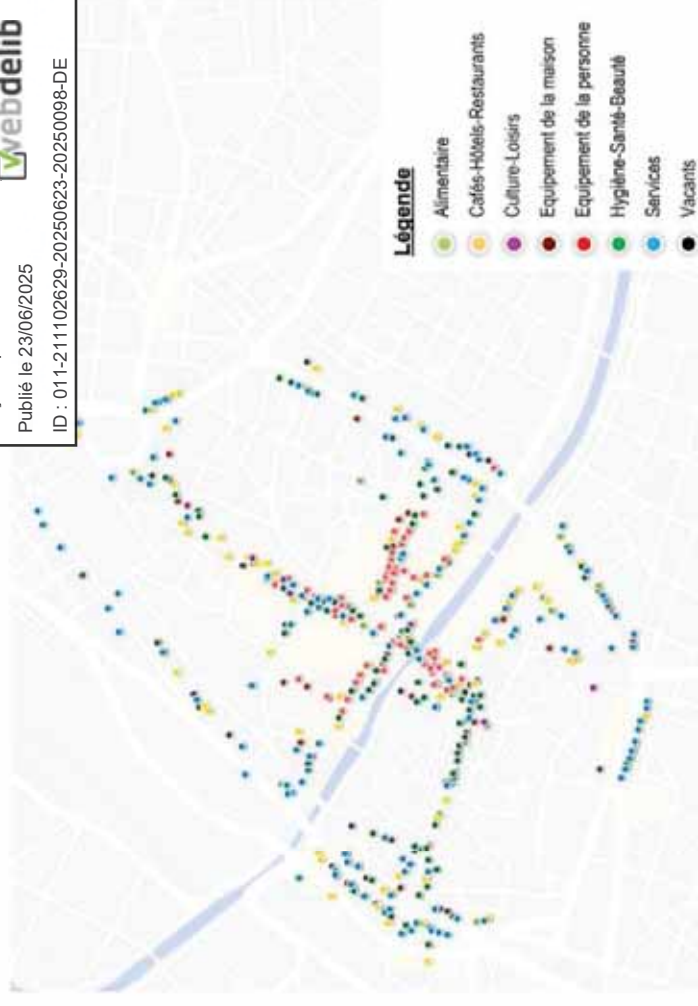 webdelib
Publié le 23/06/2025
ID : 011-211102629-20250623-20250098-DE
Légende
Alimentaire
Cafés-Hôtels-Restaurants
Culture-Loisirs
Equipement de la maison
Equipement de la personne
Hygiène-Santé-Beauté
Services
Vacants